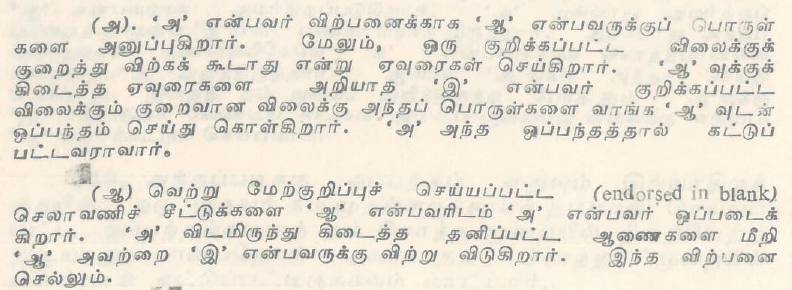 (அ). 'அ' என்பவர் விற்பனைக்காக 'ஆ' என்பவருக்குப் பொருள்
களை அனுப்புகிறார். மேலும், ஒரு குறிக்கப்பட்ட விலைக்குக்
குறைத்து விற்கக் கூடாது என்று ஏவுரைகள் செய்கிறார். 'ஆ' வுக்குக்
கிடைத்த ஏவுரைகளை அறியாத 'இ' என்பவர் குறிக்கப்பட்ட
விலைக்கும் குறைவான விலைக்கு அந்தப் பொருள்களை வாங்க 'ஆ' வுடன்
ஒப்பந்தம் செய்து கொள்கிறார். 'அ' அந்த ஒப்பந்தத்தால் கட்டுப்
பட்டவராவார்.
(ஆ) வெற்று மேற்குறிப்புச் செய்யப்பட்ட (endorsed in blank)
செலாவணிச் சீட்டுக்களை 'ஆ' என்பவரிடம் 'அ' என்பவர் ஒப்படைக்
கிறார். 'அ' விடமிருந்து கிடைத்த தனிப்பட்ட ஆணைகளை மீறி
'ஆ' அவற்றை 'இ' என்பவருக்கு விற்று விடுகிறார். இந்த விற்பனை
செல்லும்.